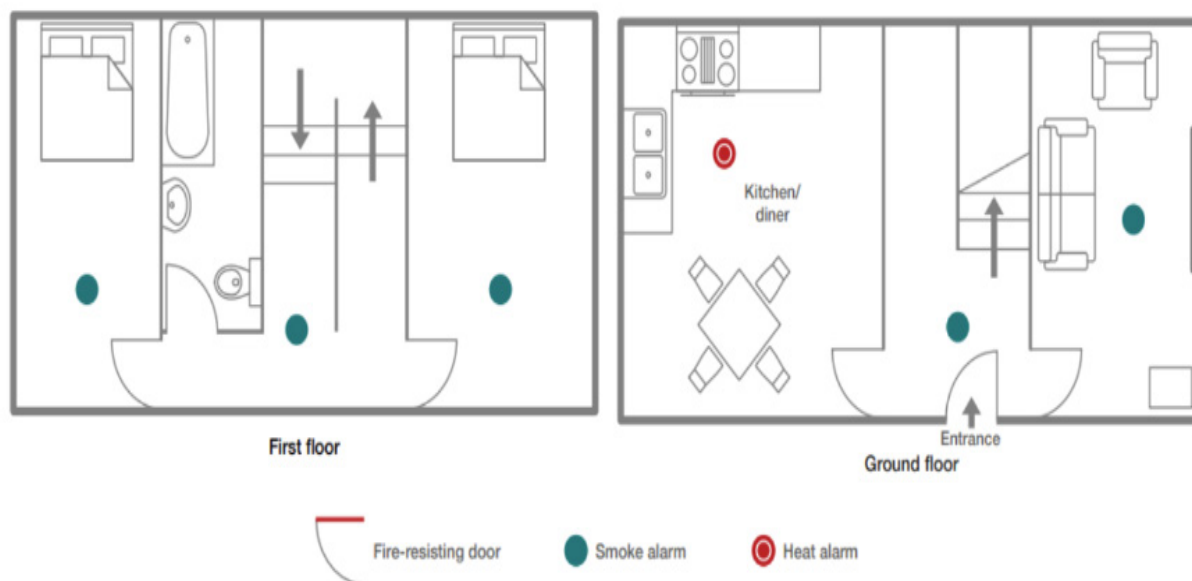 Kitchen/
diner
First floor
Entrance
Ground floor
Fire-resisting door
Smoke alarm
Heat alarm